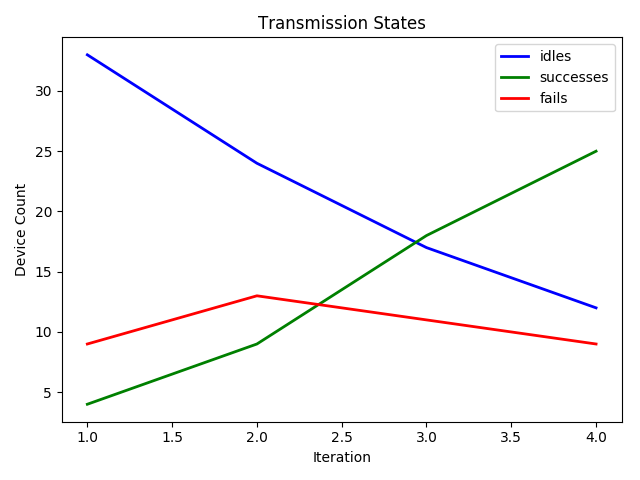 Transmission States
idles
successes
fails
Device Count
30
25
20
15
10
5
1.0 1.5 2.0 2.5 3.0 3.5 4.0
Iteration